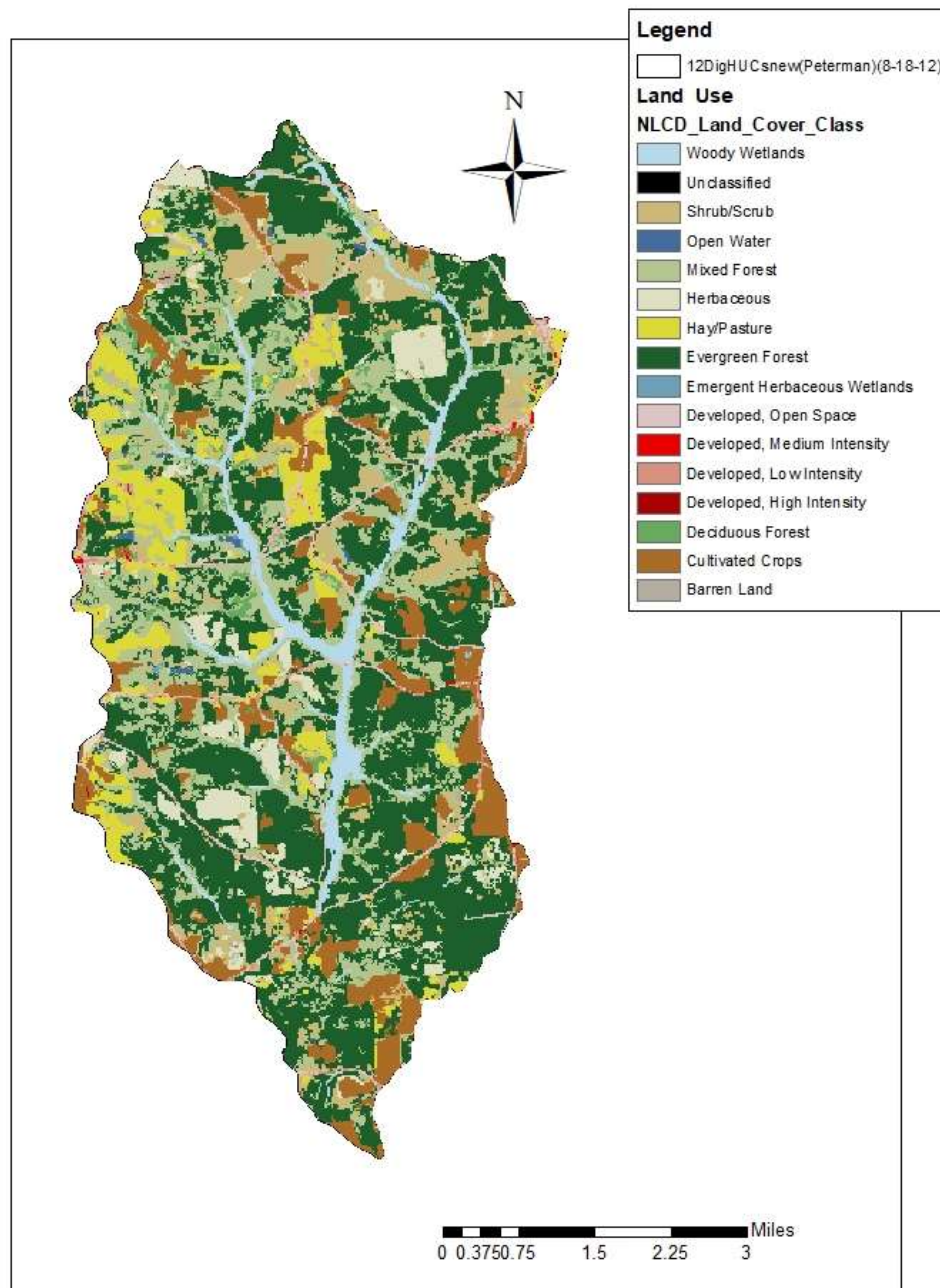 Legend
12DigHUCsnew(Peterman)(8-18-12)
Land Use
NLCD_Land_Cover_Class
Woody Wetlands
Unclassified
Shrub/Scrub
Open Water
Mixed Forest
Herbaceous
Hay/Pasture
Evergreen Forest
Emergent Herbaceous Wetlands
Developed, Open Space
Developed, Medium Intensity
Developed, Low Intensity
Developed, High Intensity
Deciduous Forest
Cultivated Crops
Barren Land
N
Miles
0 0.3750.75 1.5 2.25 3